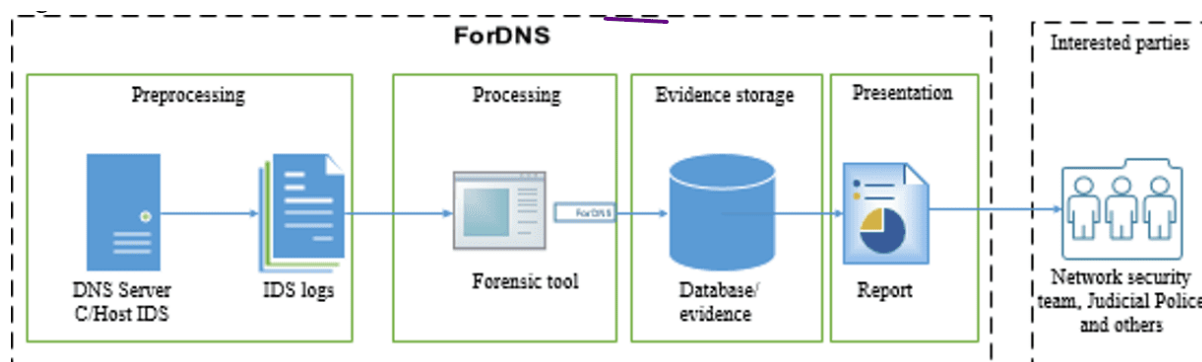 ForDNS
Interested parties
Preprocessing
Processing
Evidence storage
Presentation
ForDNS
DNS Server
C/Host IDS
IDS logs
Forensic tool
Database/
evidence
Report
Network security
team, Judicial Police
and others